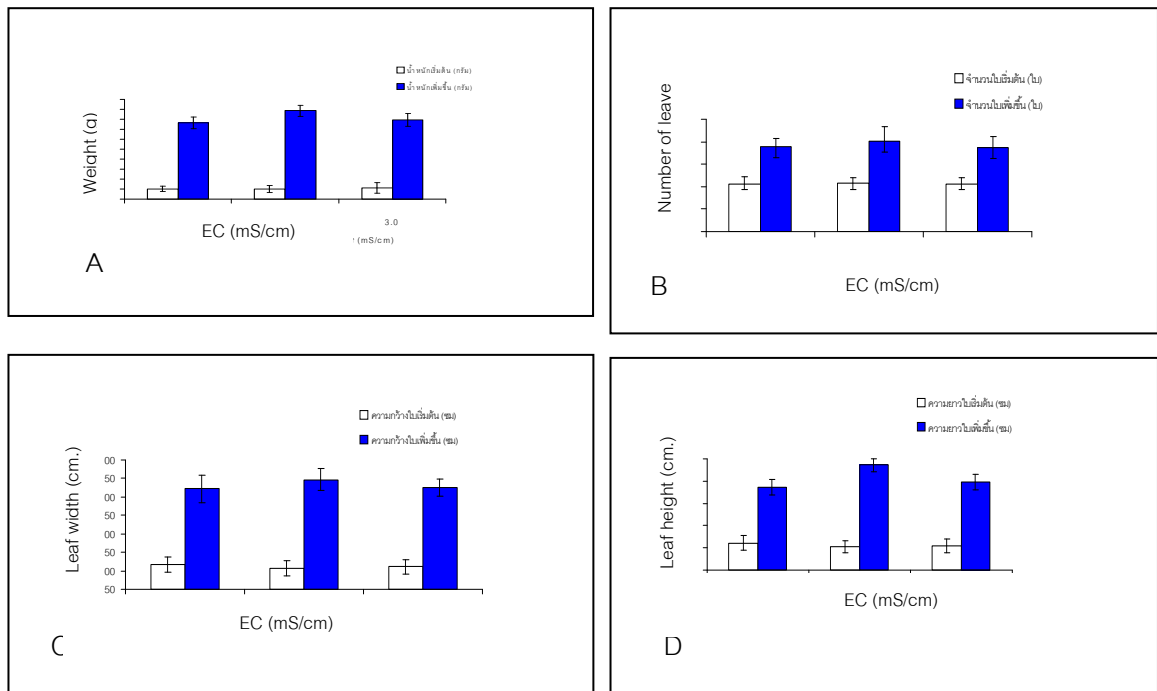 น้ำหนักเริ่มต้น (กรัม)
น้ำหนักเพิ่มขึ้น (กรัม)
Weight (g)
3.0
EC (mS/cm)
(mS/cm)
A
จำนวนใบเริ่มต้น (ใบ)
จำนวนใบเพิ่มขึ้น (ใบ)
Number of leave
EC (mS/cm)
B
ความกว้างใบเริ่มต้น (ซม)
ความกว้างใบเพิ่มขึ้น (ซม)
Leaf width (cm.)
00
50
00
50
00
50
00
50
EC (mS/cm)
C
ความยาวใบเริ่มต้น (ซม)
ความยาวใบเพิ่มขึ้น (ซม)
Leaf height (cm.)
EC (mS/cm)
D